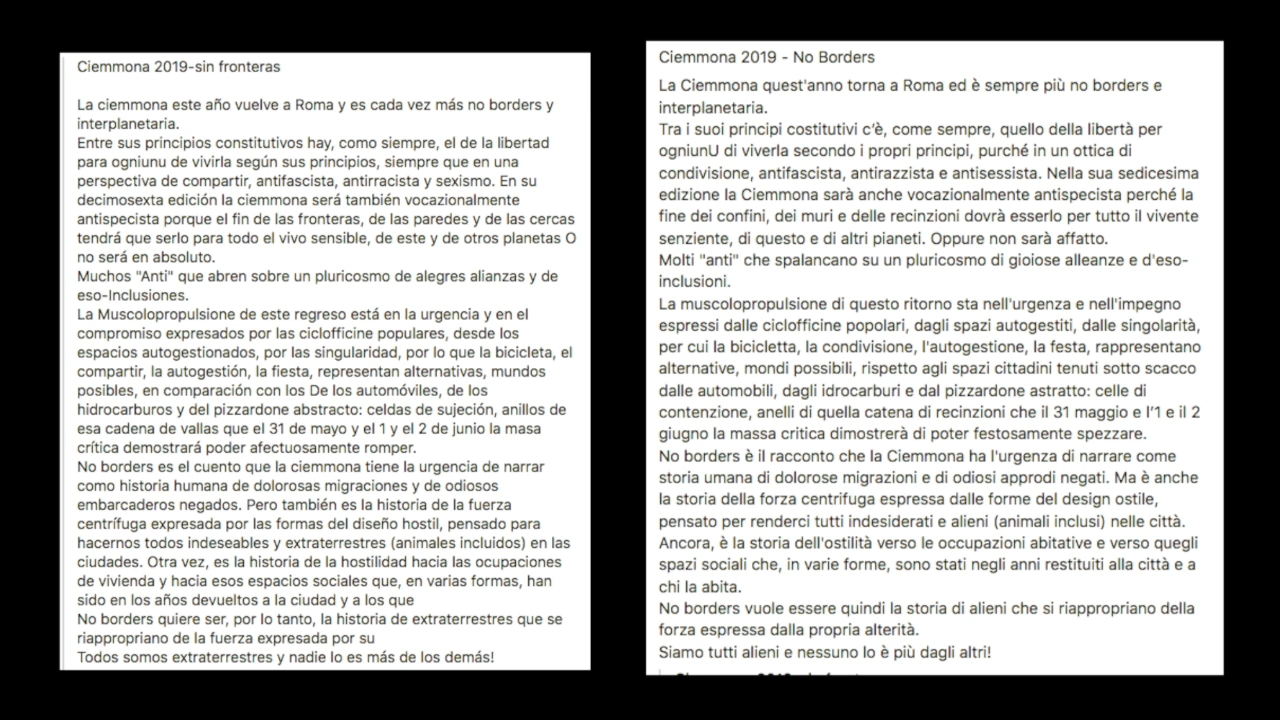 Ciemmona 2019-sin fronteras
La ciemmona este año vuelve a Roma y es cada vez más no borders y
interplanetaria.
Entre sus principios constitutivos hay, como siempre, el de la libertad
para ogniunu de vivirla según sus principios, siempre que en una
perspectiva de compartir, antifascista, antirracista y sexismo. En su
decimosexta edición la ciemmona será también vocazionalmente
antispecista porque el fin de las fronteras, de las paredes y de las cercas
tendrá que serlo para todo el vivo sensible, de este y de otros planetas O
no será en absoluto.
Muchos "Anti" que abren sobre un pluricosmo de alegres alianzas y de
eso-Inclusiones.
La Muscolopropulsione de este regreso está en la urgencia y en el
compromiso expresados por las ciclofficine populares, desde los
espacios autogestionados, por las singularidad, por lo que la bicicleta, el
compartir, la autogestión, la fiesta, representan alternativas, mundos
posibles, en comparación con los De los automóviles, de los
hidrocarburos y del pizzardone abstracto: celdas de sujeción, anillos de
esa cadena de vallas que el 31 de mayo y el 1 y el 2 de junio la masa
crítica demostrará poder afectuosamente romper.
No borders es el cuento que la ciemmona tiene la urgencia de narrar
como historia humana de dolorosas migraciones y de odiosos
embarcaderos negados. Pero también es la historia de la fuerza
centrífuga expresada por las formas del diseño hostil, pensado para
hacernos todos indeseables y extraterrestres (animales incluidos) en las
ciudades. Otra vez, es la historia de la hostilidad hacia las ocupaciones
de vivienda y hacia esos espacios sociales que, en varias formas, han
sido en los años devueltos a la ciudad y a los que
No borders quiere ser, por lo tanto, la historia de extraterrestres que se
riappropriano de la fuerza expresada por su
Todos somos extraterrestres y nadie lo es más de los demás!
Ciemmona 2019 - No Borders
La Ciemmona quest'anno torna a Roma ed è sempre più no borders e
interplanetaria.
Tra i suoi principi costitutivi c'è, come sempre, quello della libertà per
ogniunU di viverla secondo i propri principi, purché in un ottica di
condivisione, antifascista, antirazzista e antisessista. Nella sua sedicesima
edizione la Ciemmona sarà anche vocazionalmente antispecista perché la
fine dei confini, dei muri e delle recinzioni dovrà esserlo per tutto il vivente
senziente, di questo e di altri pianeti. Oppure non sarà affatto.
Molti "anti" che spalancano su un pluricosmo di gioiose alleanze e d'eso-
inclusioni.
La muscolopropulsione di questo ritorno sta nell'urgenza e nell'impegno
espressi dalle ciclofficine popolari, dagli spazi autogestiti, dalle singolarità,
per cui la bicicletta, la condivisione, l'autogestione, la festa, rappresentano
alternative, mondi possibili, rispetto agli spazi cittadini tenuti sotto scacco
dalle automobili, dagli idrocarburi e dal pizzardone astratto: celle di
contenzione, anelli di quella catena di recinzioni che il 31 maggio e l'1 e il 2
giugno la massa critica dimostrerà di poter festosamente spezzare.
No borders è il racconto che la Ciemmona ha l'urgenza di narrare come
storia umana di dolorose migrazioni e di odiosi approdi negati. Ma è anche
la storia della forza centrifuga espressa dalle forme del design ostile,
pensato per renderci tutti indesiderati e alieni (animali inclusi) nelle città.
Ancora, è la storia dell'ostilità verso le occupazioni abitative e verso quegli
spazi sociali che, in varie forme, sono stati negli anni restituiti alla città e a
chi la abita.
No borders vuole essere quindi la storia di alieni che si riappropriano della
forza espressa dalla propria alterità.
Siamo tutti alieni e nessuno lo è più dagli altri!